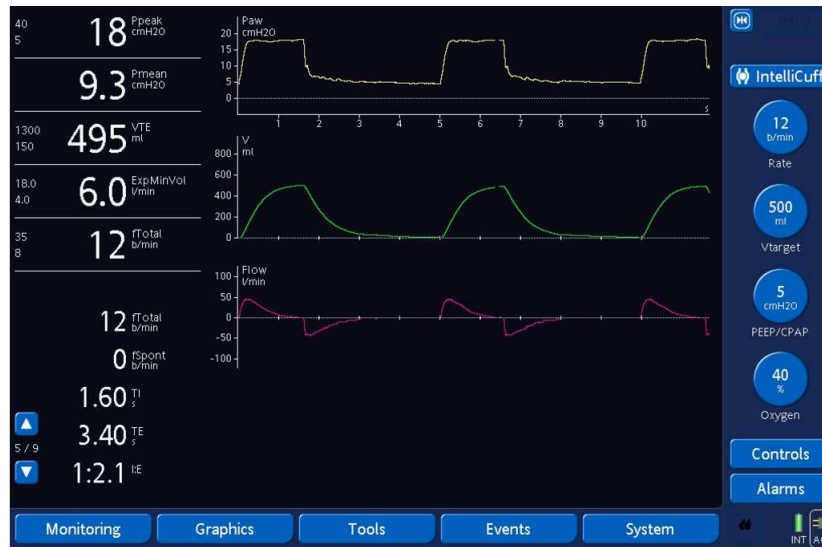 40
5
18 Ppeak cmH2O
9.3 Pmean cmH2O
1300
150
495 VTE ml
18.0
4.0
6.0 ExpMinVol l/min
35
8
12 fTotal b/min
12 fTotal b/min
0 fSpont b/min
1.60 TI s
3.40 TE s
5 / 9
1:2.1 I:E
Paw
cmH2O
20
15
10
5
0
s
1 2 3 4 5 6 7 8 9 10
V
ml
800
600
400
200
0
Flow
l/min
100
50
0
-50
-100
IntelliCuff
12
b/min
Rate
500
ml
Vtarget
5
cmH2O
PEEP/CPAP
40
%
Oxygen
Controls
Alarms
Monitoring Graphics Tools Events System
INT